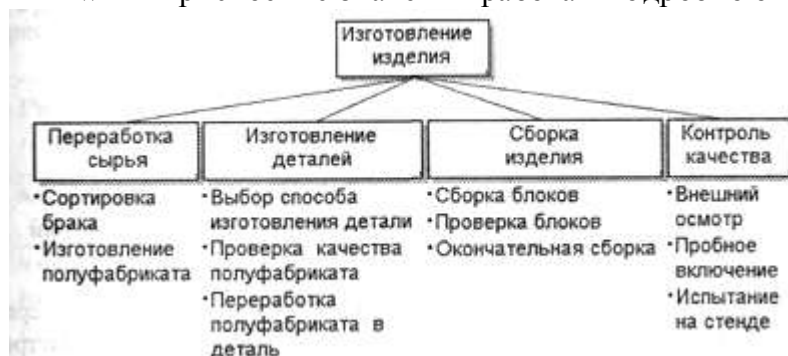 Изготовление
изделия
Переработка
сырья
Изготовление
деталей
Сборка
изделия
Контроль
качества
•Сортировка
брака
•Изготовление
полуфабриката
•Выбор способа
изготовления детали
•Проверка качества
полуфабриката
•Переработка
полуфабриката в
деталь
•Сборка блоков
•Проверка блоков
•Окончательная сборка
•Внешний
осмотр
•Пробное
включение
•Испытание
на стенде